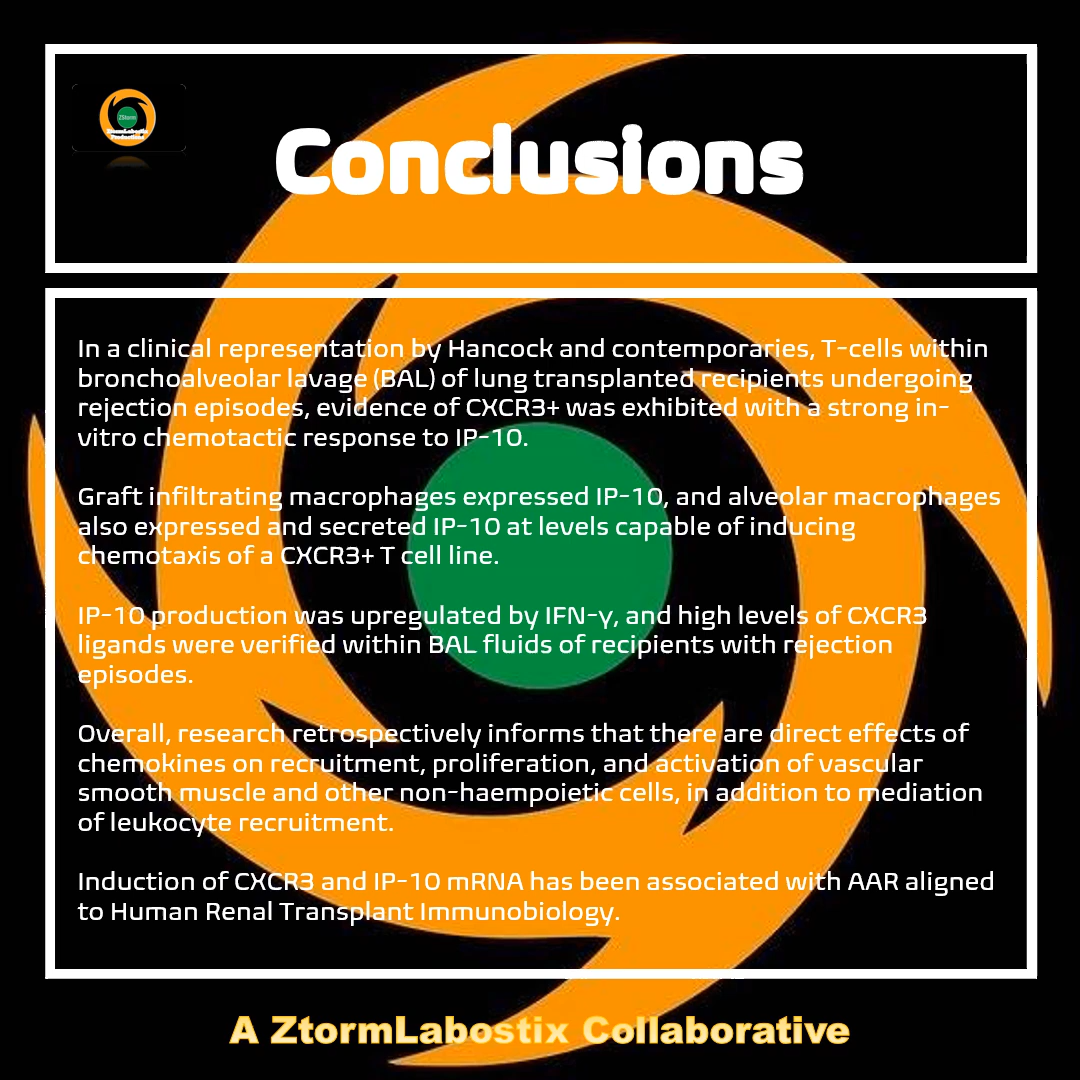 ZStorm
Conclusions
In a clinical representation by Hancock and contemporaries, T-cells within
bronchoalveolar lavage (BAL) of lung transplanted recipients undergoing
rejection episodes, evidence of CXCR3+ was exhibited with a strong in-
vitro chemotactic response to IP-10.
Graft infiltrating macrophages expressed IP-10, and alveolar macrophages
also expressed and secreted IP-10 at levels capable of inducing
chemotaxis of a CXCR3+ T cell line.
IP-10 production was upregulated by IFN-γ, and high levels of CXCR3
ligands were verified within BAL fluids of recipients with rejection
episodes.
Overall, research retrospectively informs that there are direct effects of
chemokines on recruitment, proliferation, and activation of vascular
smooth muscle and other non-haempoietic cells, in addition to mediation
of leukocyte recruitment.
Induction of CXCR3 and IP-10 mRNA has been associated with AAR aligned
to Human Renal Transplant Immunobiology.
A ZtormLabostix Collaborative